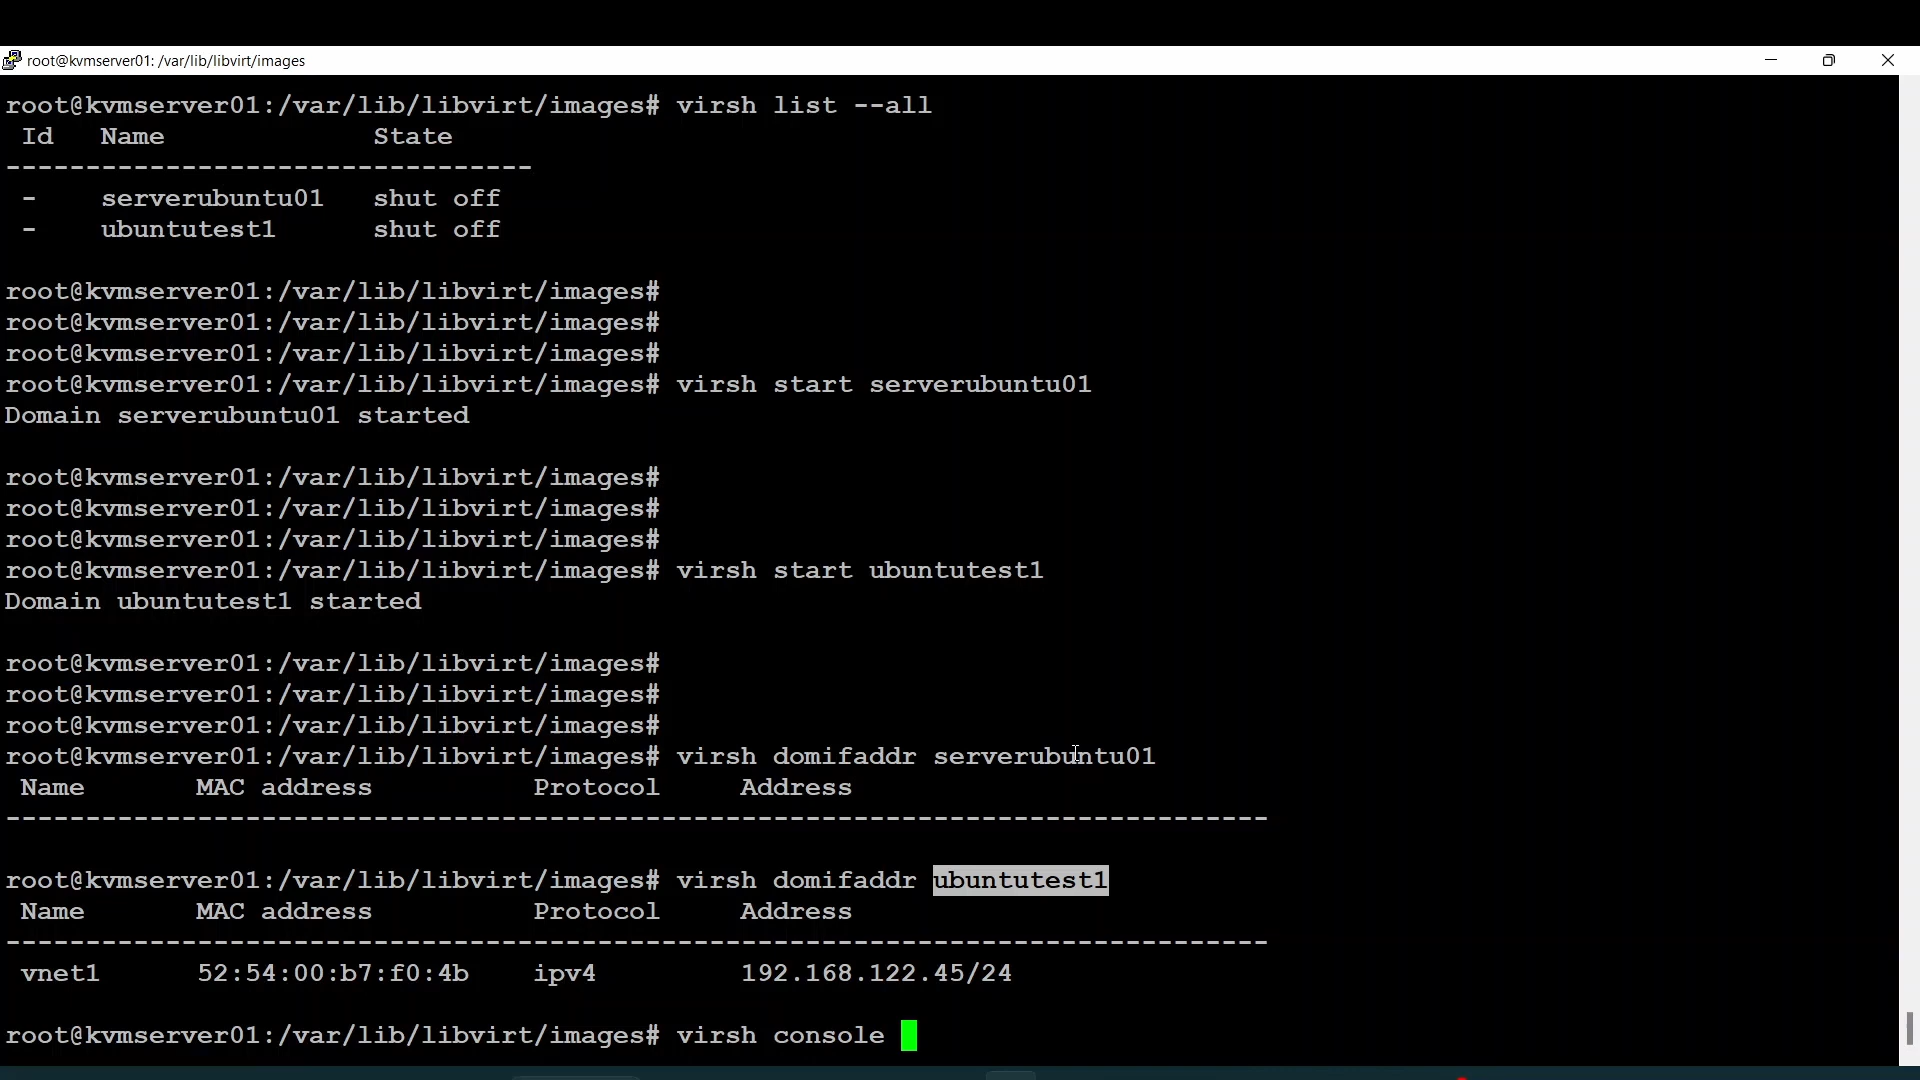 root@kvmserver01: /var/lib/libvirt/images
root@kvmserver01:/var/lib/libvirt/images# virsh list --all
Id Name State
---------------------------------
- serverubuntu01 shut off
- ubuntutest1 shut off
root@kvmserver01:/var/lib/libvirt/images#
root@kvmserver01:/var/lib/libvirt/images#
root@kvmserver01:/var/lib/libvirt/images#
root@kvmserver01:/var/lib/libvirt/images# virsh start serverubuntu01
Domain serverubuntu01 started
root@kvmserver01:/var/lib/libvirt/images#
root@kvmserver01:/var/lib/libvirt/images#
root@kvmserver01:/var/lib/libvirt/images#
root@kvmserver01:/var/lib/libvirt/images# virsh start ubuntutest1
Domain ubuntutest1 started
root@kvmserver01:/var/lib/libvirt/images#
root@kvmserver01:/var/lib/libvirt/images#
root@kvmserver01:/var/lib/libvirt/images#
root@kvmserver01:/var/lib/libvirt/images# virsh domifaddr serverubuntu01
Name MAC address Protocol Address
-------------------------------------------------------------------------------
root@kvmserver01:/var/lib/libvirt/images# virsh domifaddr ubuntutest1
Name MAC address Protocol Address
-------------------------------------------------------------------------------
vnet1 52:54:00:b7:f0:4b ipv4 192.168.122.45/24
root@kvmserver01:/var/lib/libvirt/images# virsh console